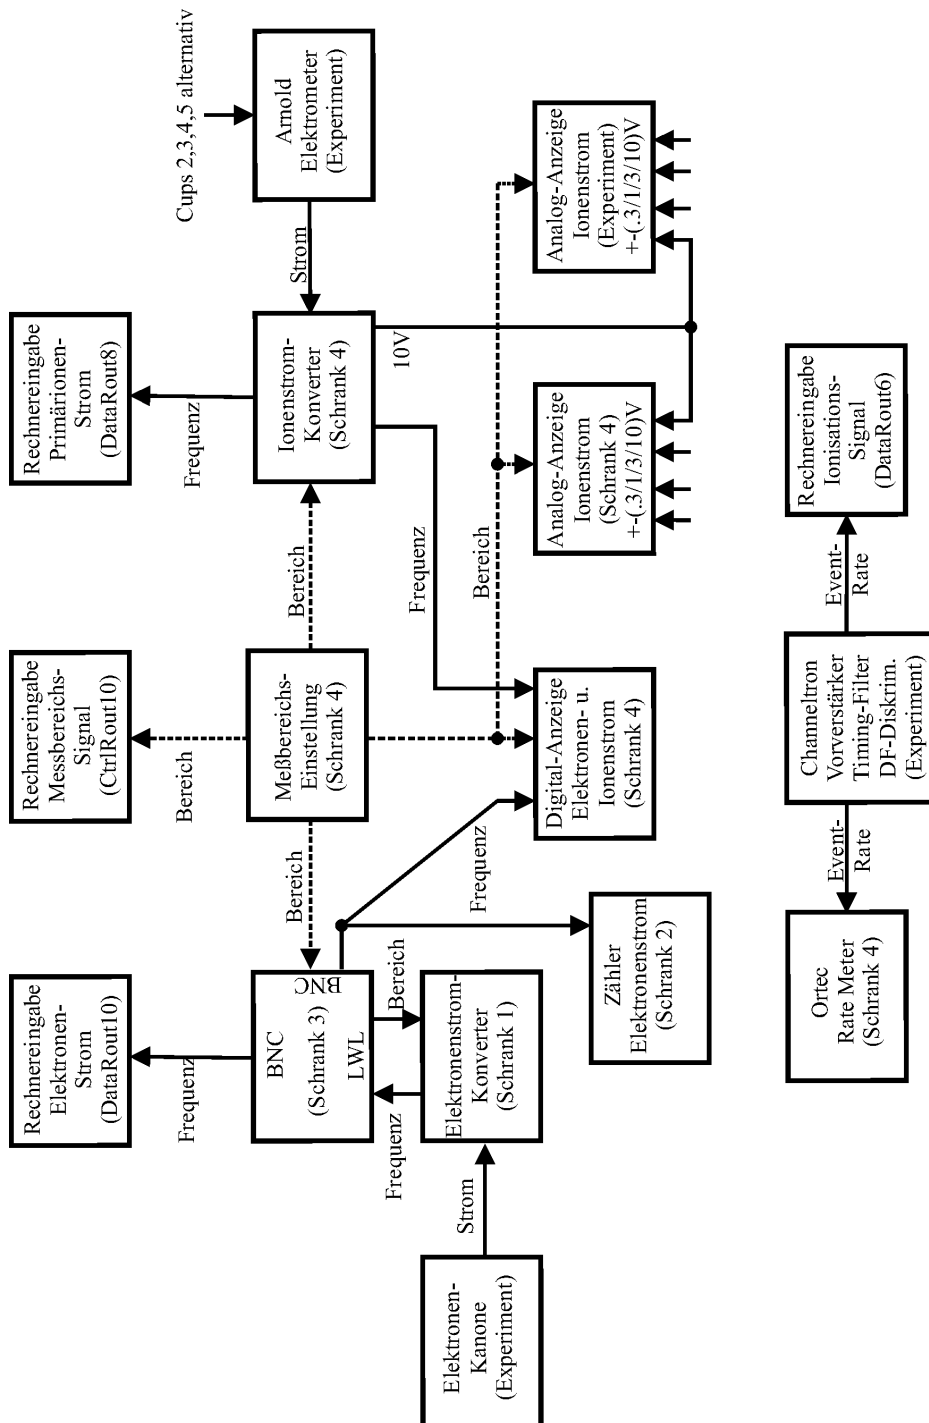 Rechnereingabe
Elektronen-
Strom
(DataRout10)
Rechnereingabe
Messbereichs-
Signal
(CtrlRout10)
Rechnereingabe
Primärionen-
Strom
(DataRout8)
Cups 2,3,4,5 alternativ
Frequenz
Bereich
Frequenz
BNC
(Schrank 3)
LWL
BNC
Bereich
Meßbereichs-
Einstellung
(Schrank 4)
Bereich
Ionenstrom-
Konverter
(Schrank 4)
Strom
Arnold
Elektrometer
(Experiment)
Frequenz
Bereich
10V
Frequenz
Elektronen-
Kanone
(Experiment)
Strom
Elektronenstrom-
Konverter
(Schrank 1)
Frequenz
Bereich
Zähler
Elektronenstrom
(Schrank 2)
Digital-Anzeige
Elektronen- u.
Ionenstrom
(Schrank 4)
Analog-Anzeige
Ionenstrom
(Schrank 4)
+-(.3/1/3/10)V
Analog-Anzeige
Ionenstrom
(Experiment)
+-(.3/1/3/10)V
Ortec
Rate Meter
(Schrank 4)
Event-
Rate
Channeltron
Vorverstärker
Timing-Filter
DF-Diskrim.
(Experiment)
Event-
Rate
Rechnereingabe
Ionisations-
Signal
(DataRout6)